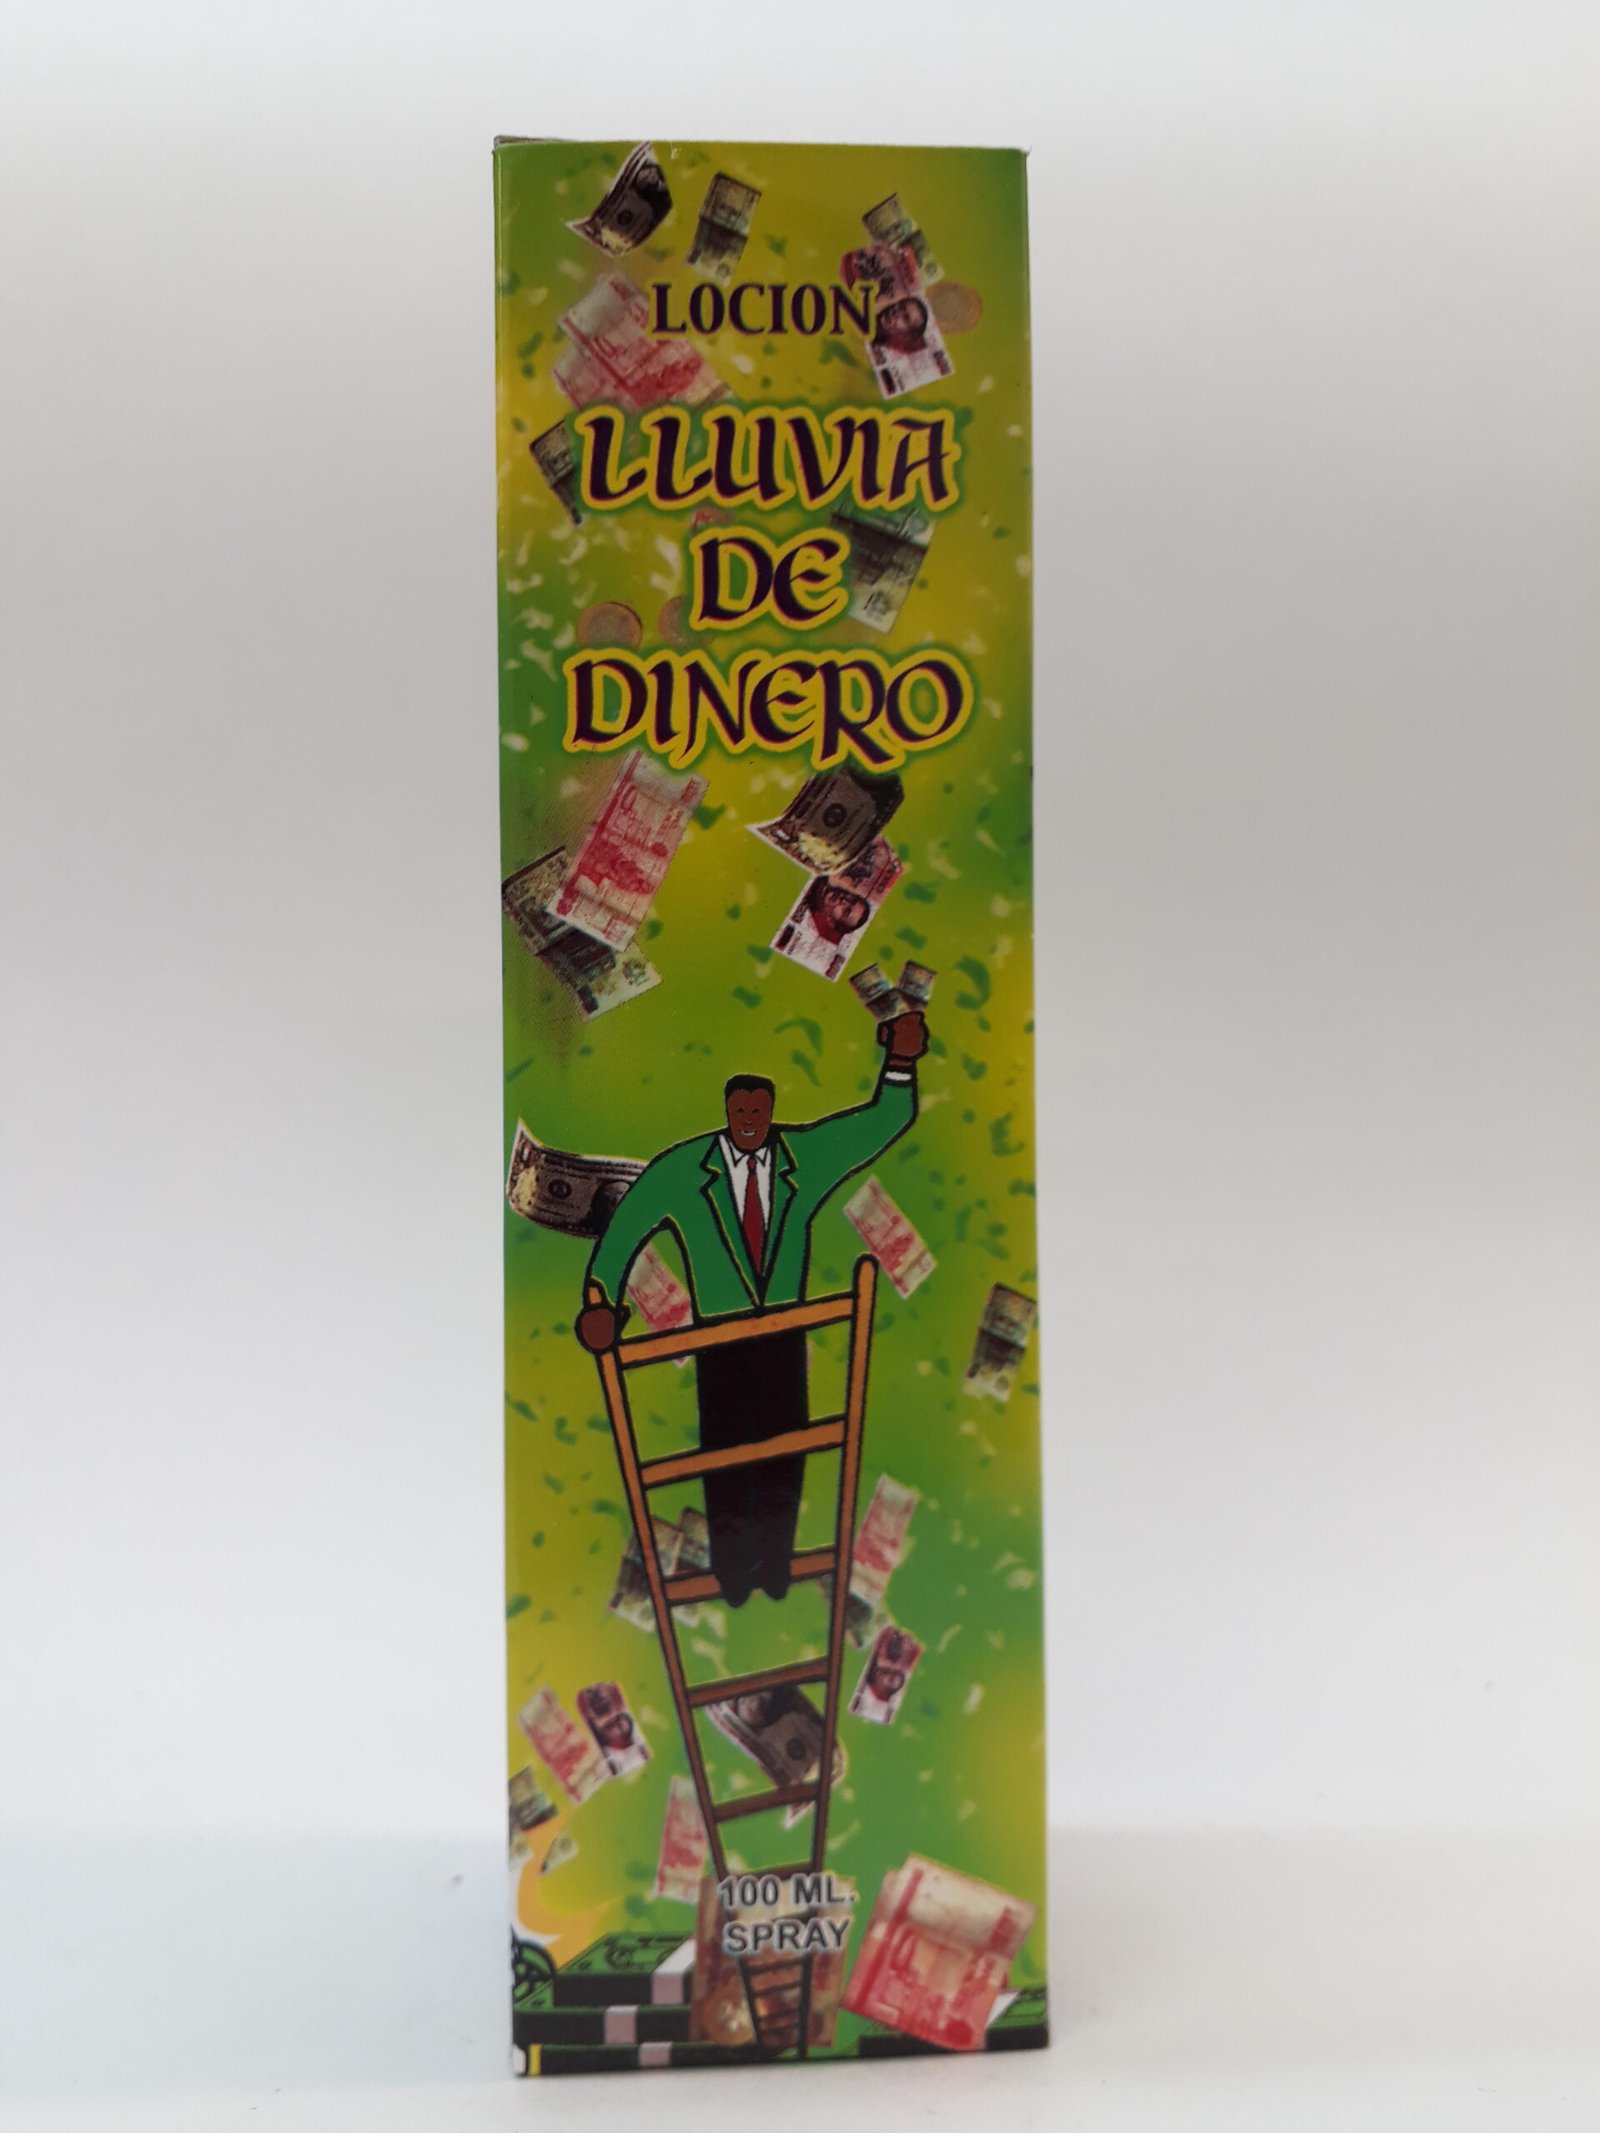 LOCION
LLUVIA
DE
DINERO
100 ML.
SPRAY